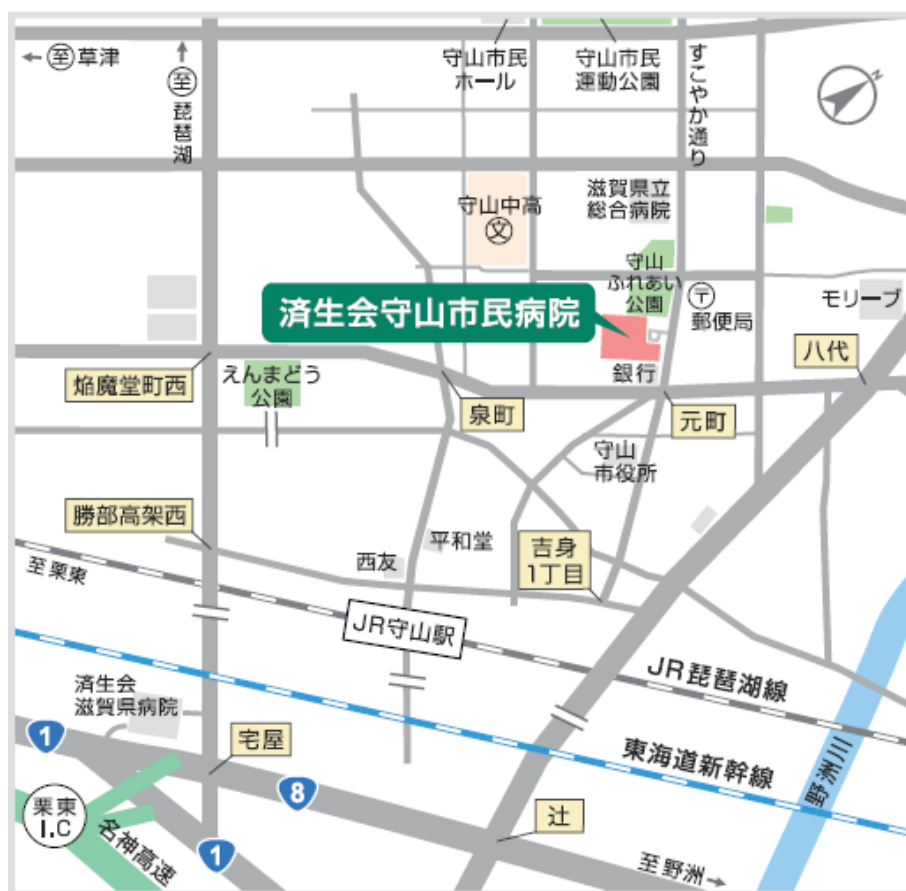 至草津
至琵琶湖
守山市民
ホール
守山市民
運動公園
すこやか通り
N
守山中高
文
滋賀県立
総合病院
守山
ふれあい
公園
〒
郵便局
モリーブ
済生会守山市民病院
銀行
八代
焔魔堂町西
えんまどう
公園
泉町
元町
守山
市役所
勝部高架西
平和堂
西友
吉身
1丁目
至栗東
JR守山駅
JR琵琶湖線
済生会
滋賀県病院
1
宅屋
東海道新幹線
野洲川
8
栗東
I.C
名神高速
1
辻
至野洲